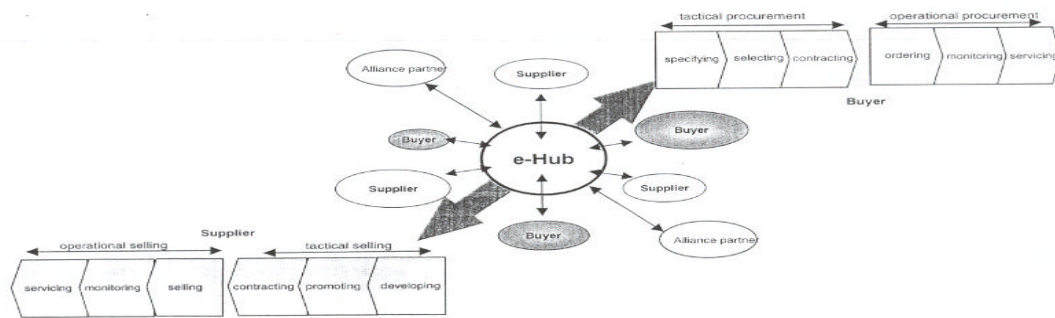 tactical procurement
operational procurement
specifying
selecting
contracting
ordering
monitoring
servicing
Buyer
Alliance partner
Supplier
Buyer
Buyer
e-Hub
Supplier
Supplier
Buyer
Alliance partner
Supplier
operational selling
tactical selling
servicing
monitoring
selling
contracting
promoting
developing